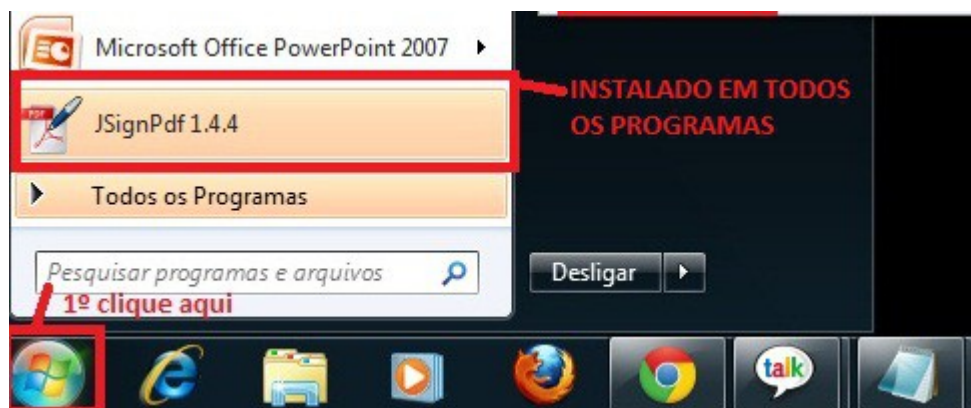 Microsoft Office PowerPoint 2007
INSTALADO EM TODOS
OS PROGRAMAS
JSignPdf 1.4.4
Todos os Programas
Pesquisar programas e arquivos
Desligar
1º clique aqui
talk